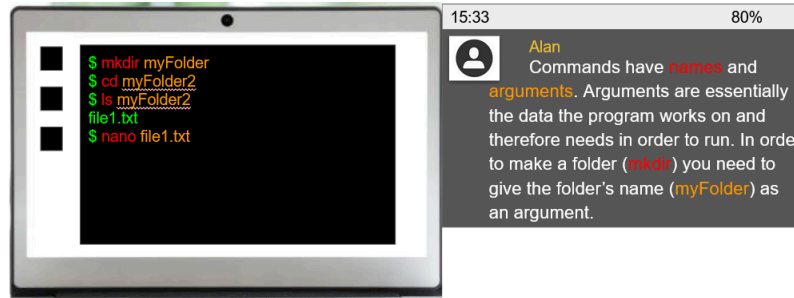 $ mkdir myFolder
$ cd myFolder2
$ ls myFolder2
file1.txt
$ nano file1.txt
15:33
80%
Alan
Commands have names and
arguments. Arguments are essentially
the data the program works on and
therefore needs in order to run. In orde
to make a folder (mkdir) you need to
give the folder's name (myFolder) as
an argument.